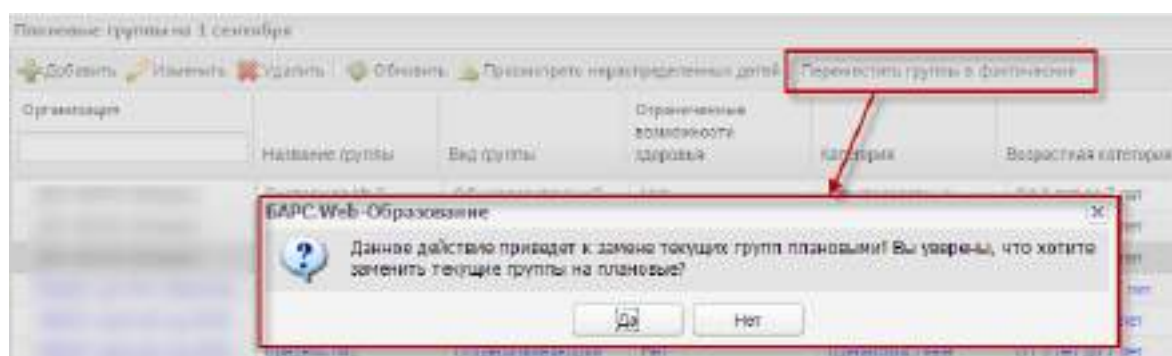 Плановые группы на 1 сентября
Добавить Изменить Удалить Обновить Просмотреть нераспределенных детей Переместить группы в фактические
Организация
Ограниченные
возможности
здоровья
Название группы Вид группы Категория Возрастная категория
БАРС.Web-Образование
Данное действие приведет к замене текущих групп плановыми! Вы уверены, что хотите
заменить текущие группы на плановые?
Да Нет